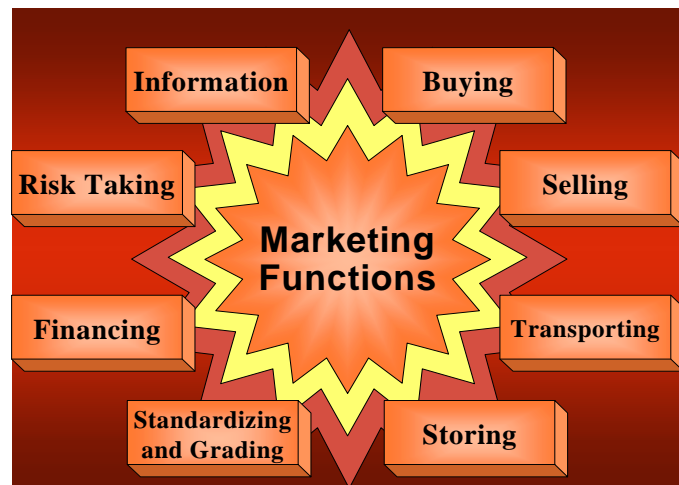 Information
Buying
Risk Taking
Selling
Marketing
Functions
Financing
Transporting
Standardizing
and Grading
Storing